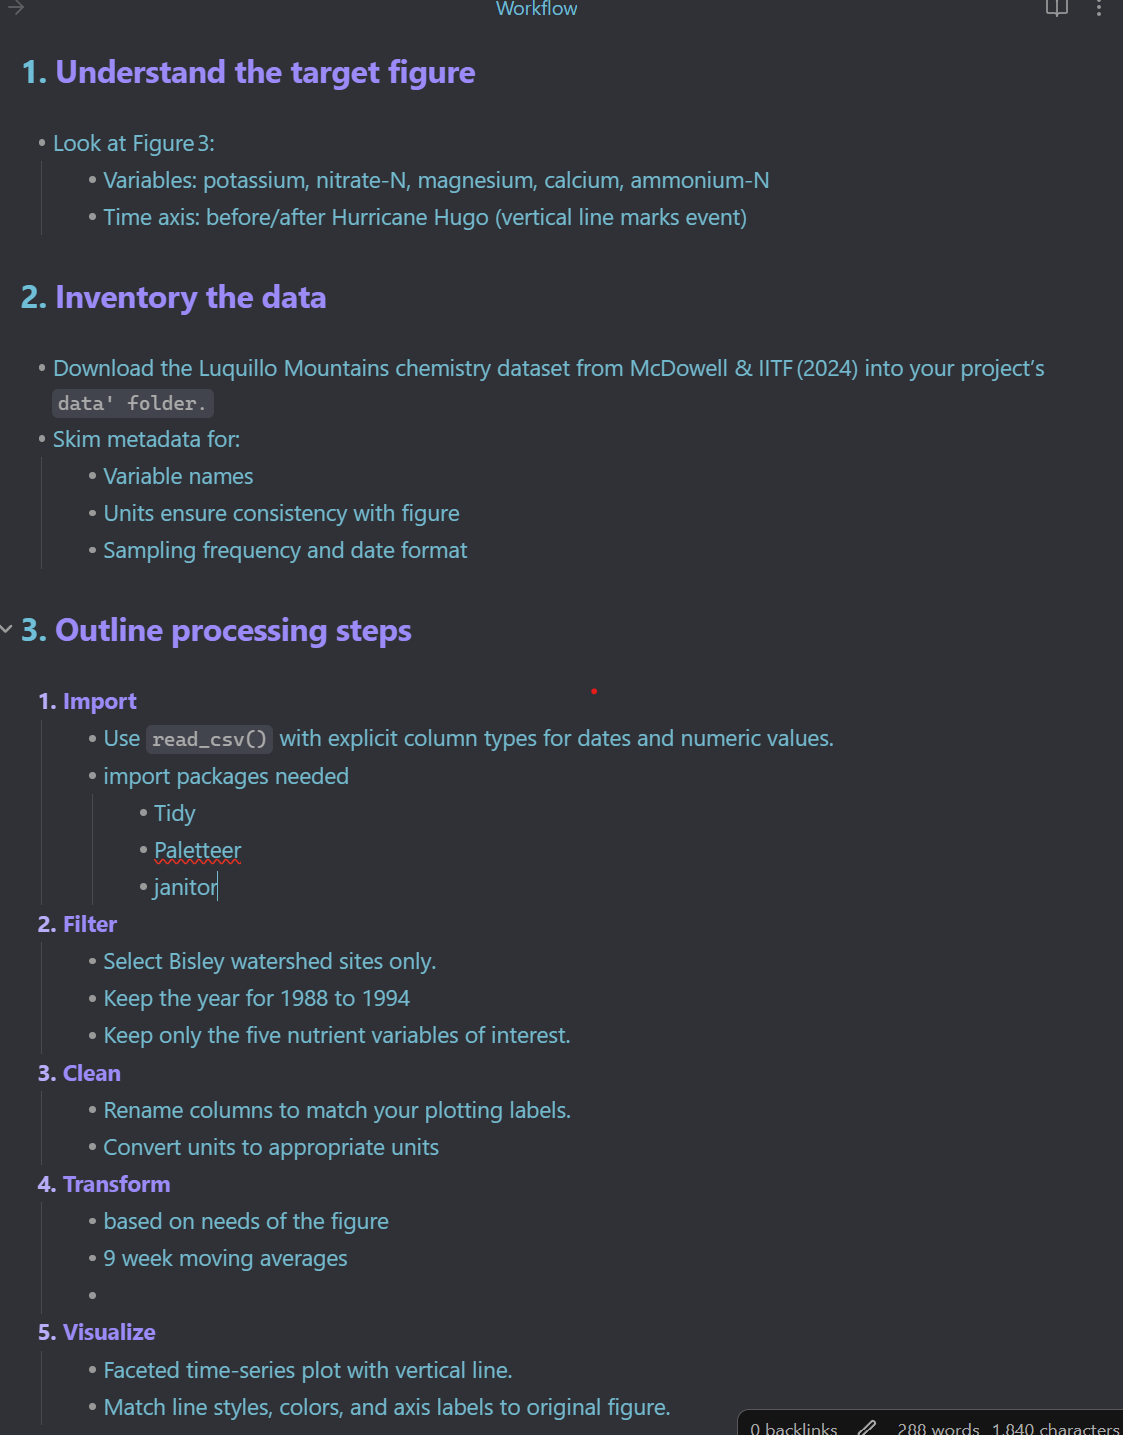 Workflow
1. Understand the target figure
Look at Figure 3:
Variables: potassium, nitrate-N, magnesium, calcium, ammonium-N
Time axis: before/after Hurricane Hugo (vertical line marks event)
2. Inventory the data
Download the Luquillo Mountains chemistry dataset from McDowell & IITF (2024) into your project’s
data' folder.
Skim metadata for:
Variable names
Units ensure consistency with figure
Sampling frequency and date format
3. Outline processing steps
1. Import
Use read_csv() with explicit column types for dates and numeric values.
import packages needed
Tidy
Paletteer
janitor
2. Filter
Select Bisley watershed sites only.
Keep the year for 1988 to 1994
Keep only the five nutrient variables of interest.
3. Clean
Rename columns to match your plotting labels.
Convert units to appropriate units
4. Transform
based on needs of the figure
9 week moving averages
5. Visualize
Faceted time-series plot with vertical line.
Match line styles, colors, and axis labels to original figure.
0 backlinks 288 words 1,840 characters